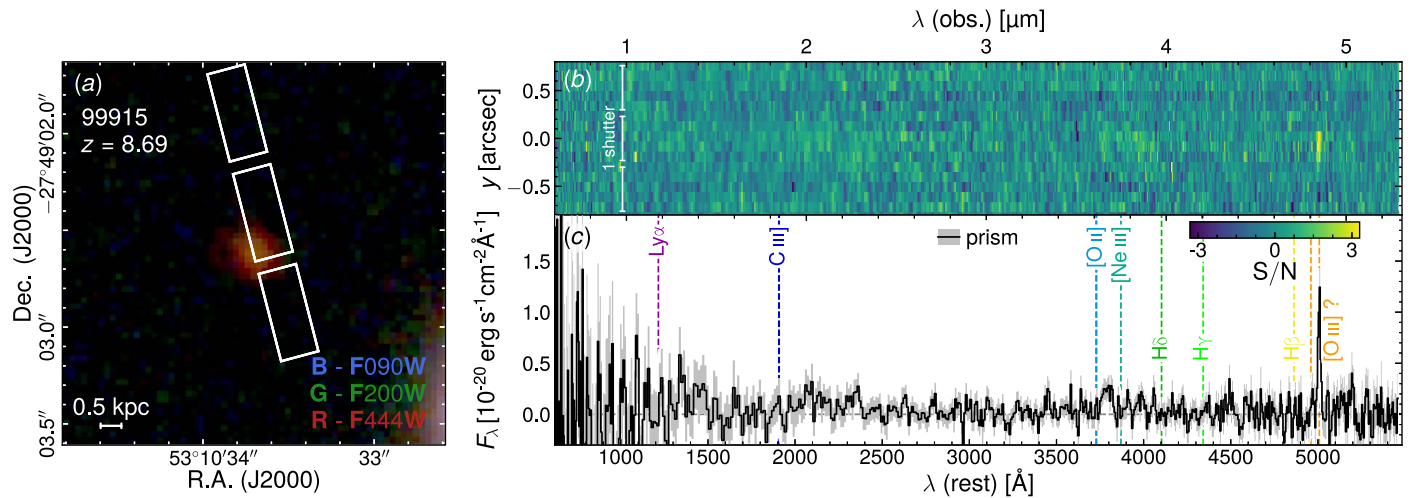 (a)
99915
z = 8.69
B - F090W
G - F200W
R - F444W
0.5 kpc
Dec. (J2000)
−27°49′02.0″
03.0″
03.5″
53°10′34″
33″
R.A. (J2000)
λ (obs.) [μm]
1 2 3 4 5
(b)
1 shutter
y [arcsec]
0.5
0.0
−0.5
(c)
prism
Lyα
C III]
[O II]
[Ne III]
Hδ
Hγ
Hβ
[O III] ?
-3 0 3
S/N
F_λ [10⁻²⁰ erg s⁻¹cm⁻²Å⁻¹]
1.5
1.0
0.5
0.0
1000 1500 2000 2500 3000 3500 4000 4500 5000
λ (rest) [Å]